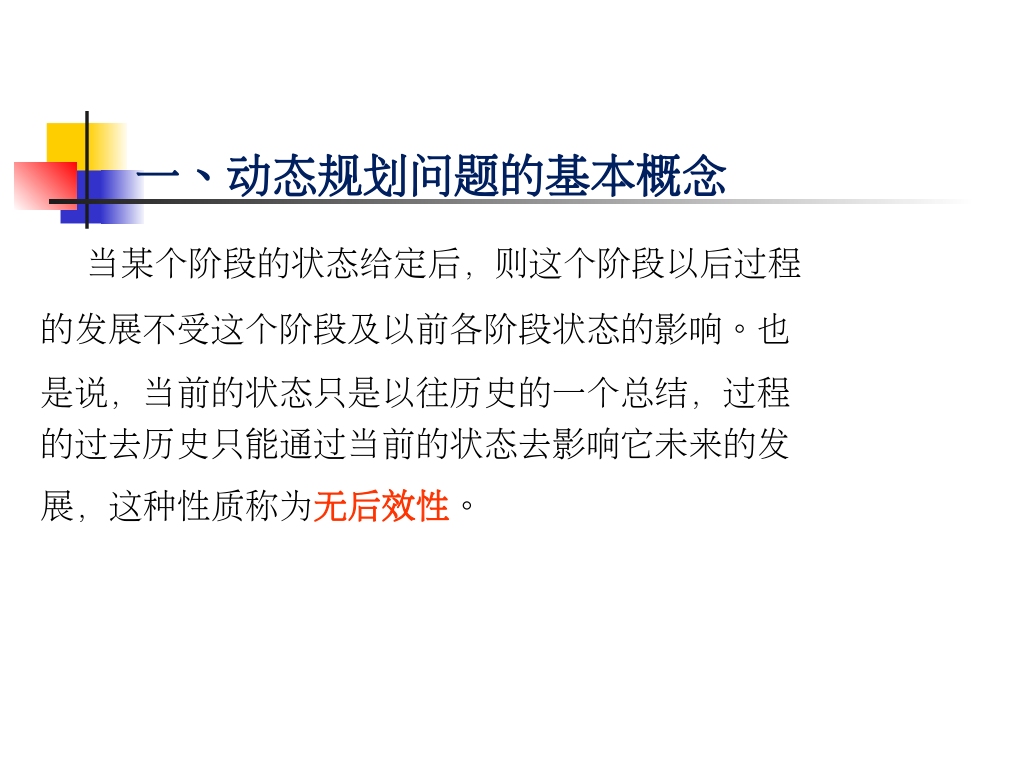 一、动态规划问题的基本概念
当某个阶段的状态给定后，则这个阶段以后过程
的发展不受这个阶段及以前各阶段状态的影响。也
是说，当前的状态只是以往历史的一个总结，过程
的过去历史只能通过当前的状态去影响它未来的发
展，这种性质称为无后效性。